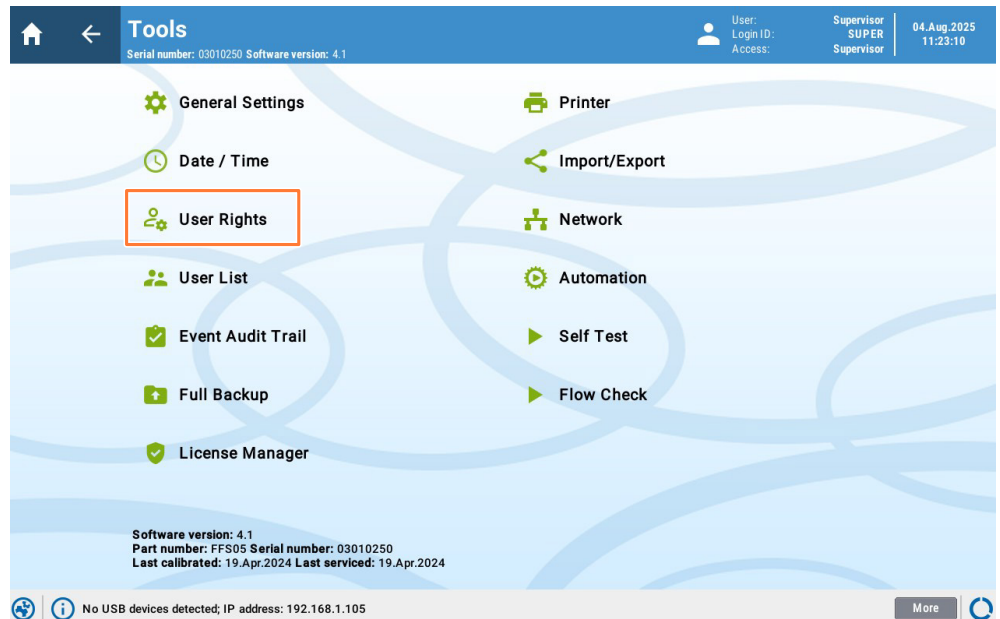 Tools
Serial number: 03010250 Software version: 4.1
User: Supervisor
Login ID: SUPER
Access: Supervisor
04.Aug.2025
11:23:10
General Settings
Date / Time
User Rights
User List
Event Audit Trail
Full Backup
License Manager
Printer
Import/Export
Network
Automation
Self Test
Flow Check
Software version: 4.1
Part number: FFS05 Serial number: 03010250
Last calibrated: 19.Apr.2024 Last serviced: 19.Apr.2024
No USB devices detected; IP address: 192.168.1.105
More